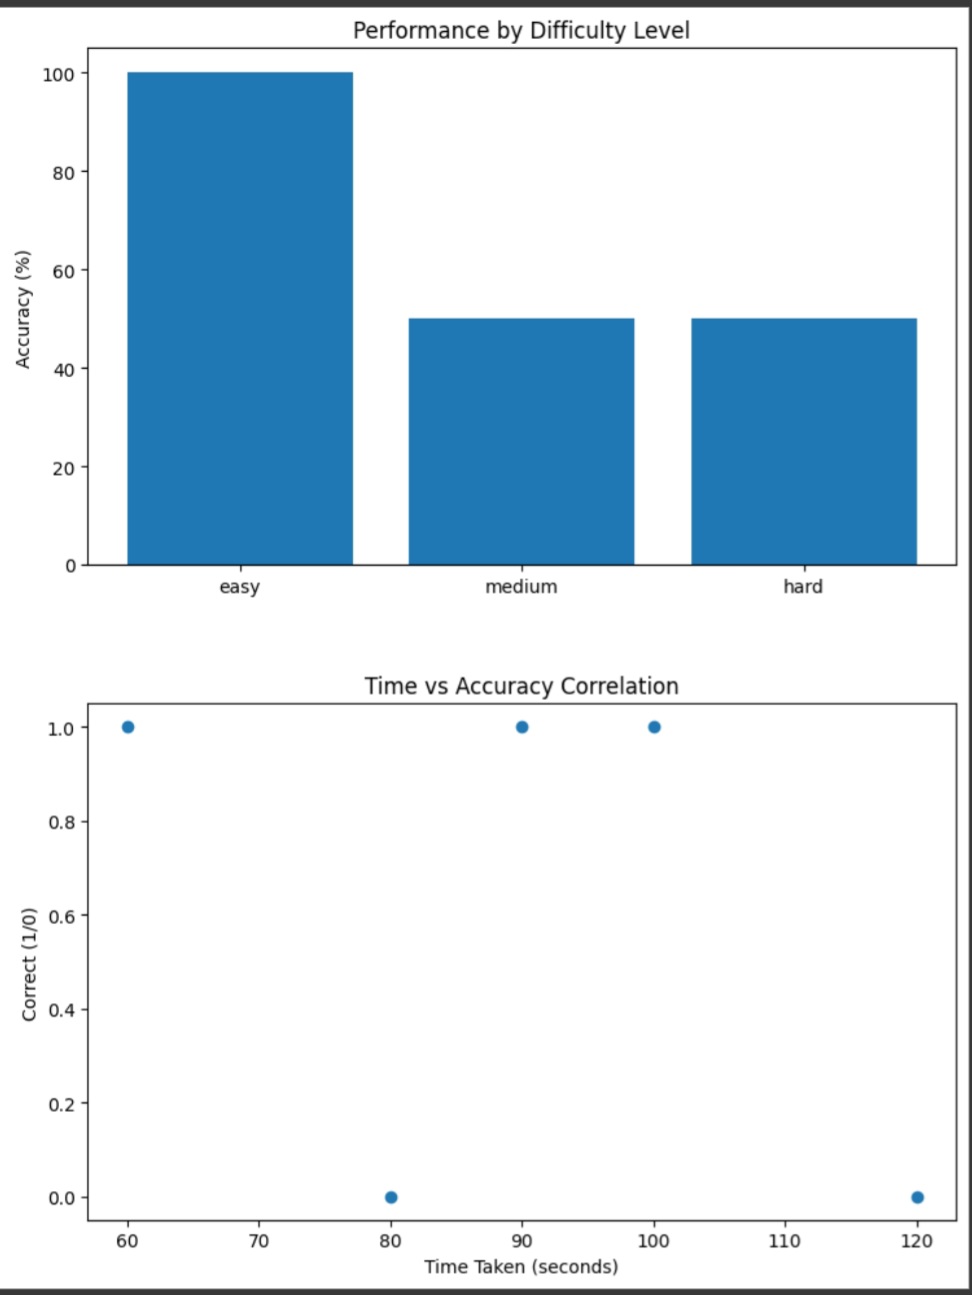 Performance by Difficulty Level
100
80
60
40
20
0
Accuracy (%)
easy medium hard
Time vs Accuracy Correlation
1.0
0.8
0.6
0.4
0.2
0.0
Correct (1/0)
60 70 80 90 100 110 120
Time Taken (seconds)